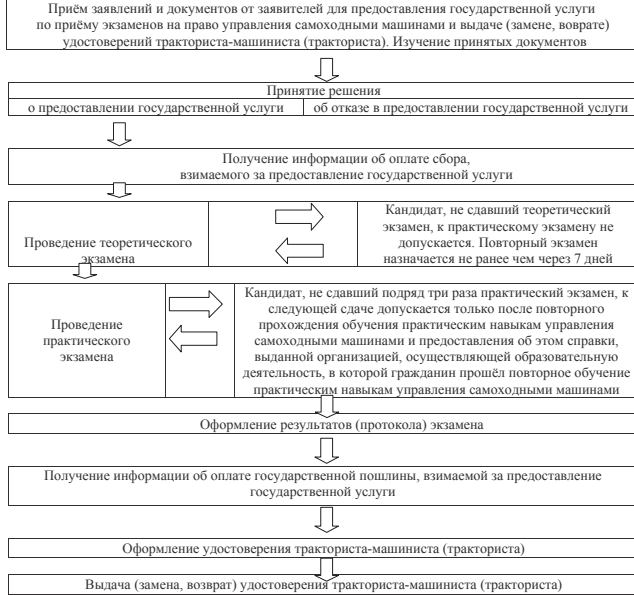 Приём заявлений и документов от заявителей для предоставления государственной услуги
по приёму экзаменов на право управления самоходными машинами и выдаче (замене, воврате)
удостоверений тракториста-машиниста (тракториста). Изучение принятых документов
Принятие решения
о предоставлении государственной услуги
об отказе в предоставлении государственной услуги
Получение информации об оплате сбора,
взимаемого за предоставление государственной услуги
Проведение теоретического
экзамена
Кандидат, не сдавший теоретический
экзамен, к практическому экзамену не
допускается. Повторный экзамен
назначается не ранее чем через 7 дней
Проведение
практического
экзамена
Кандидат, не сдавший подряд три раза практический экзамен, к
следующей сдаче допускается только после повторного
прохождения обучения практическим навыкам управления
самоходными машинами и предоставления об этом справки,
выданной организацией, осуществляющей образовательную
деятельность, в которой гражданин прошёл повторное обучение
практическим навыкам управления самоходными машинами
Оформление результатов (протокола) экзамена
Получение информации об оплате государственной пошлины, взимаемой за предоставление
государственной услуги
Оформление удостоверения тракториста-машиниста (тракториста)
Выдача (замена, возврат) удостоверения тракториста-машиниста (тракториста)